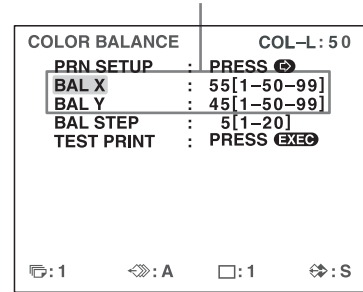 COLOR BALANCE COL–L:50
PRN SETUP : PRESS
BAL X : 55[1–50–99]
BAL Y : 45[1–50–99]
BAL STEP : 5[1–20]
TEST PRINT : PRESS EXEC
:1 :A :1 :S